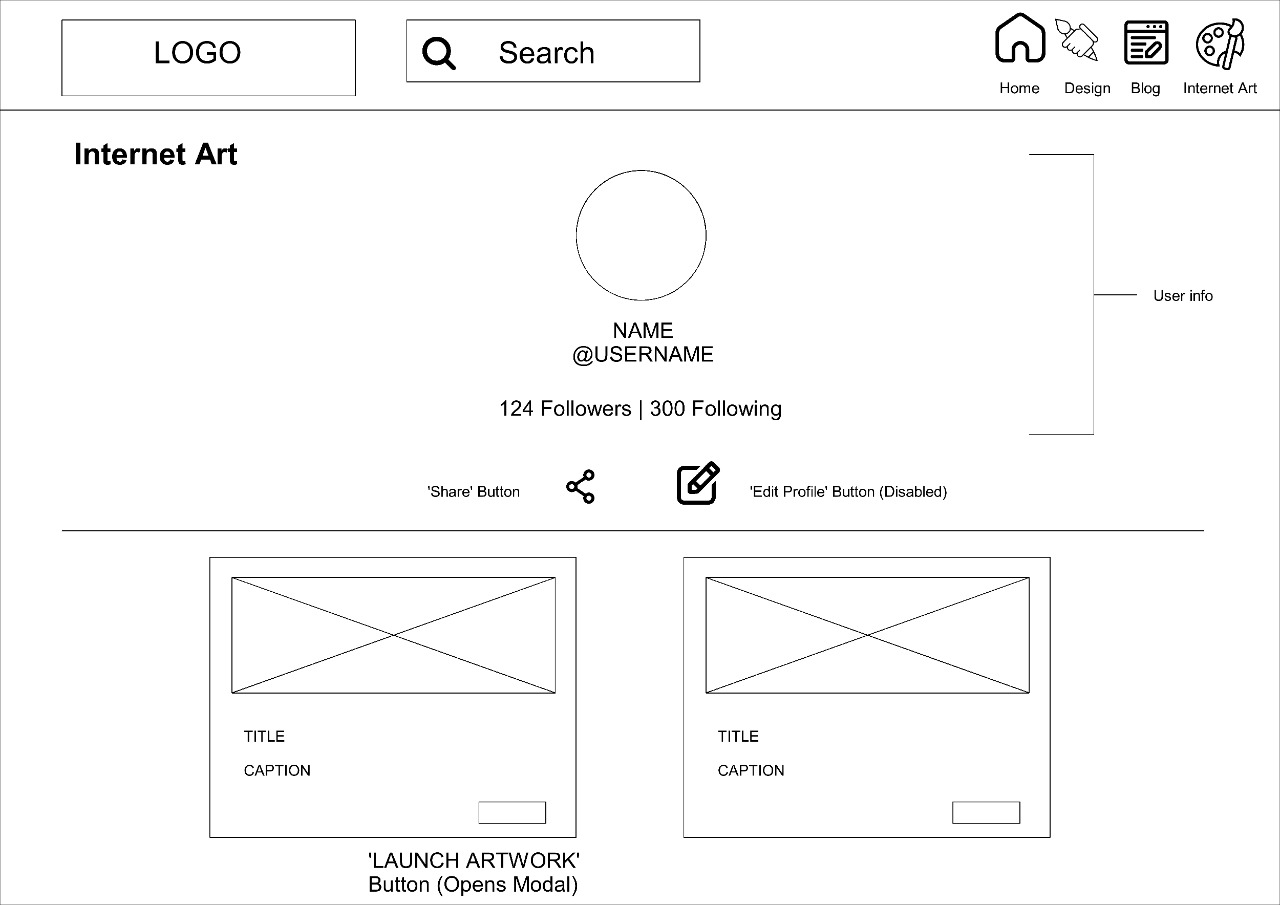 LOGO
Search
Home
Design
Blog
Internet Art
Internet Art
User info
NAME
@USERNAME
124 Followers | 300 Following
'Share' Button
'Edit Profile' Button (Disabled)
TITLE
CAPTION
TITLE
CAPTION
'LAUNCH ARTWORK'
Button (Opens Modal)